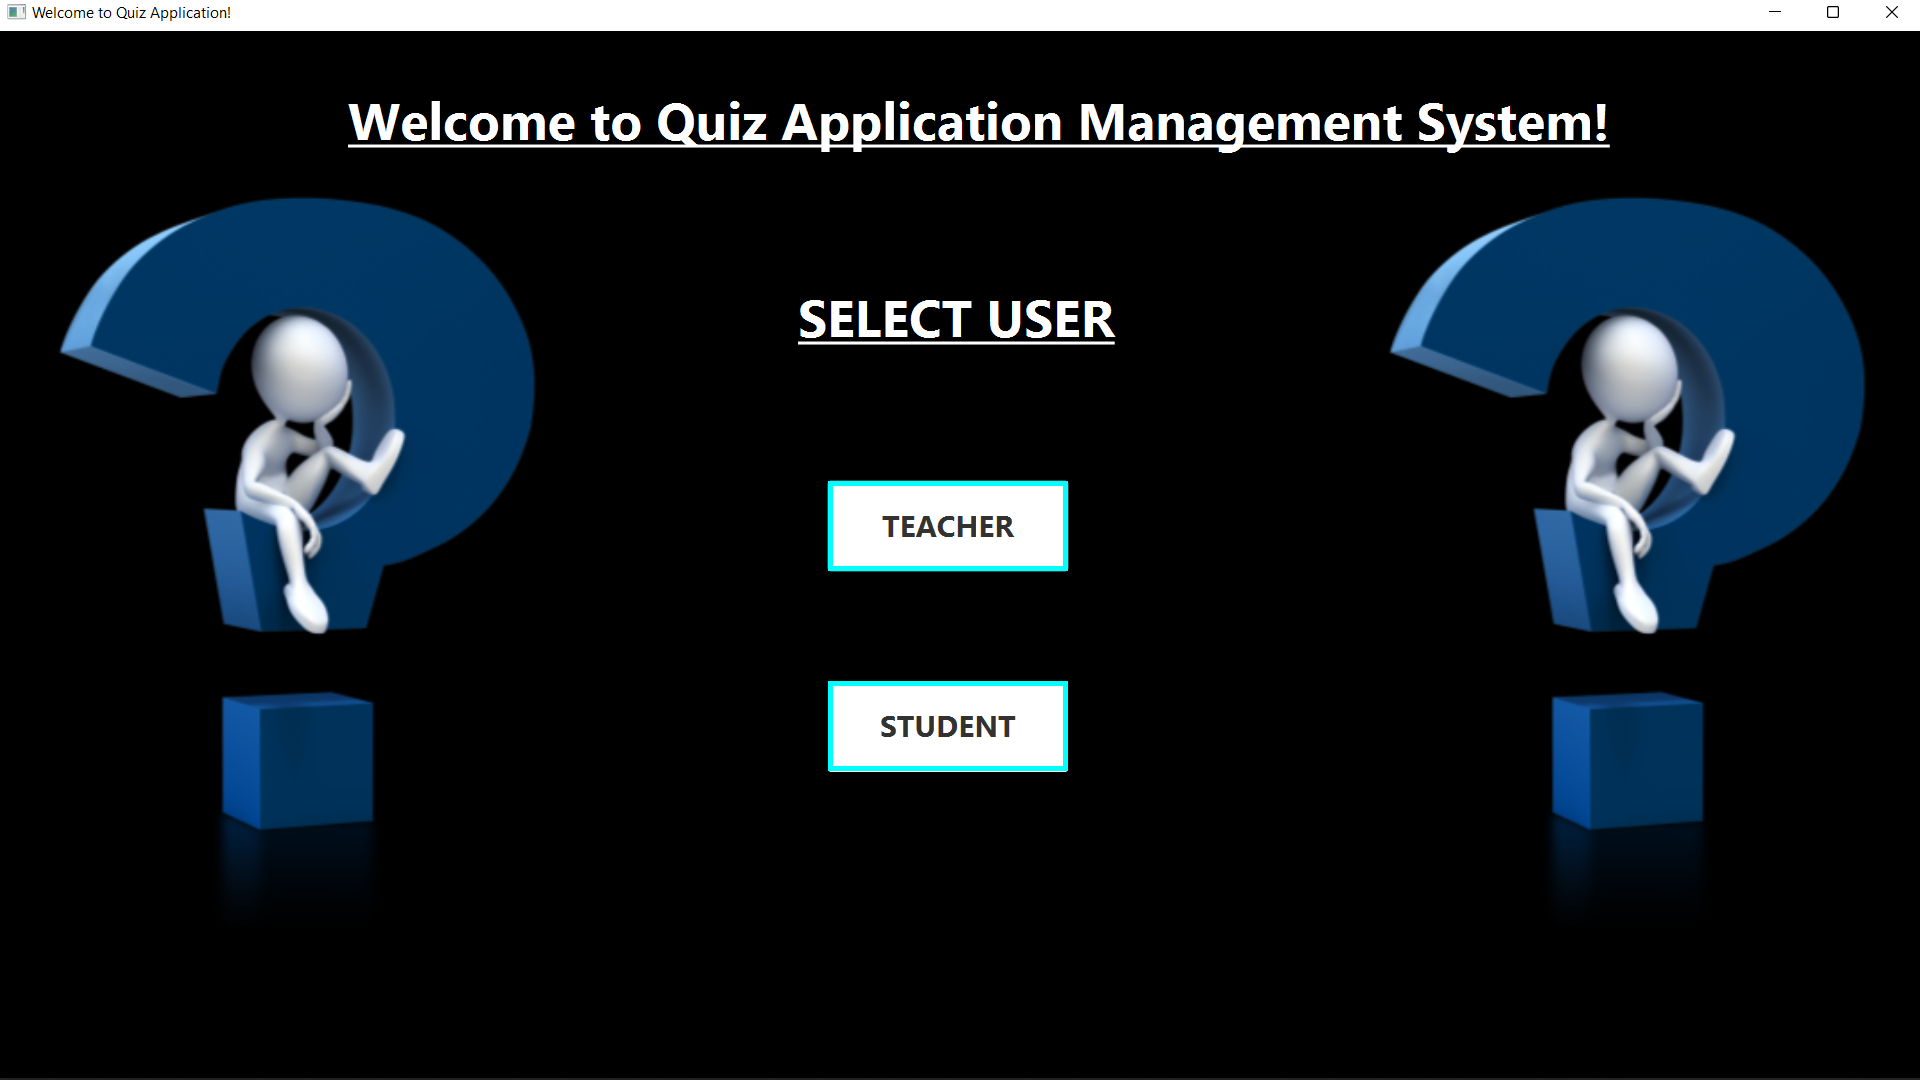 Welcome to Quiz Application!
Welcome to Quiz Application Management System!
SELECT USER
TEACHER
STUDENT